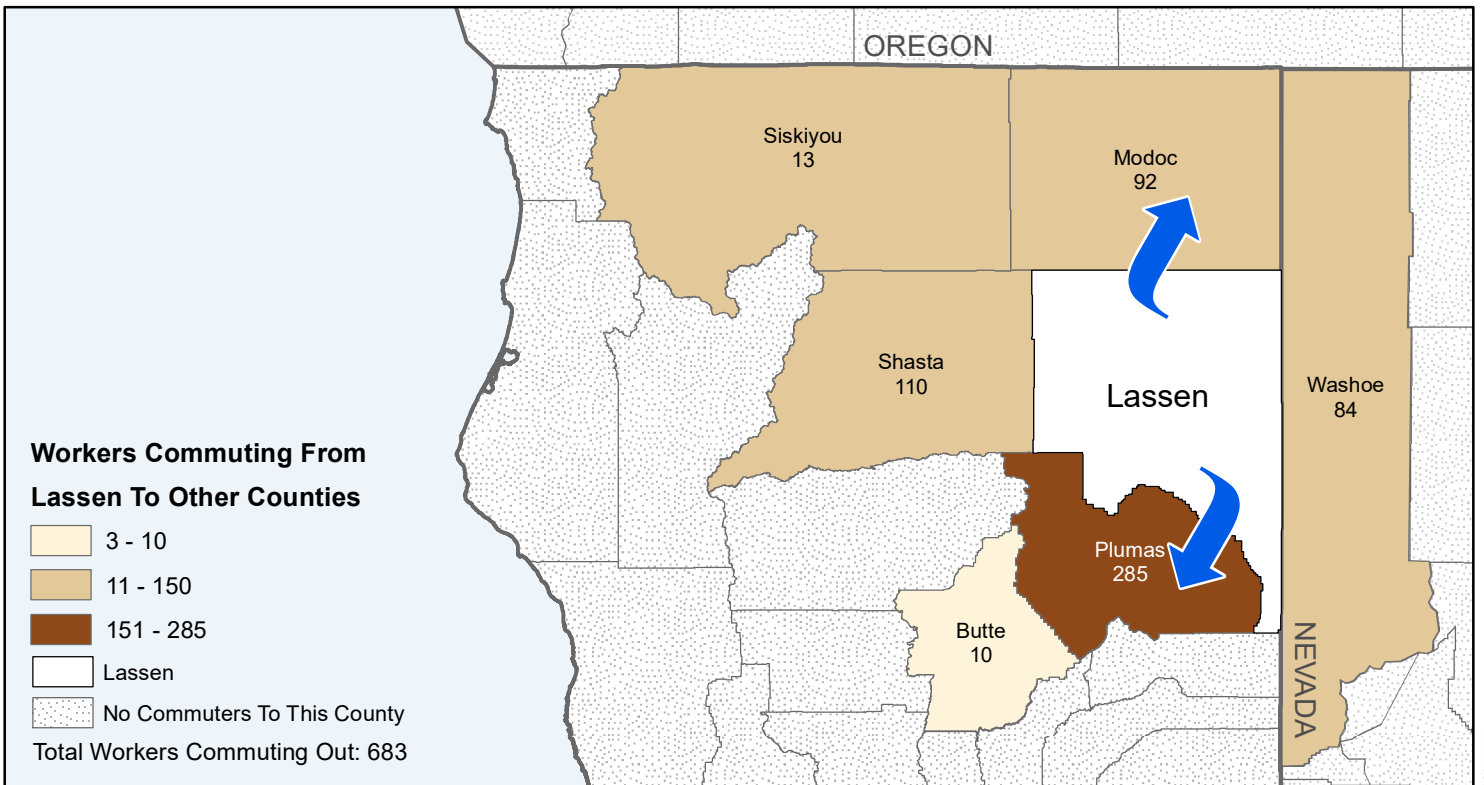 OREGON
Siskiyou
13
Modoc
92
Shasta
110
Lassen
Washoe
84
Plumas
285
Butte
10
NEVADA
Workers Commuting From
Lassen To Other Counties
3 - 10
11 - 150
151 - 285
Lassen
No Commuters To This County
Total Workers Commuting Out: 683